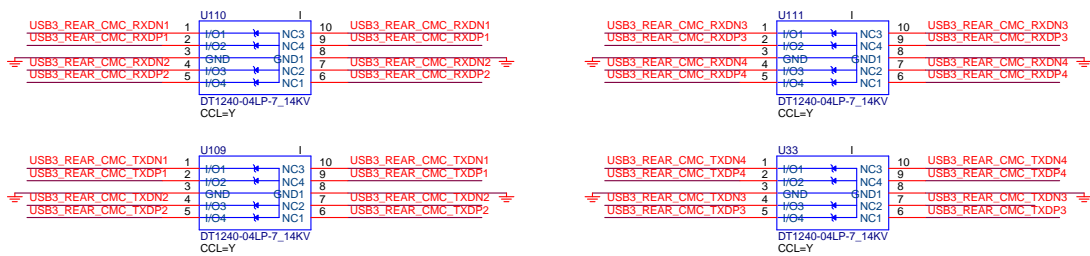 U110 I
USB3_REAR_CMC_RXDN1 1 I/O1 NC3 10 USB3_REAR_CMC_RXDN1
USB3_REAR_CMC_RXDP1 2 I/O2 NC4 9 USB3_REAR_CMC_RXDP1
3 GND GND1 8
USB3_REAR_CMC_RXDN2 4 I/O3 NC2 7 USB3_REAR_CMC_RXDN2
USB3_REAR_CMC_RXDP2 5 I/O4 NC1 6 USB3_REAR_CMC_RXDP2
DT1240-04LP-7_14KV
CCL=Y
U111 I
USB3_REAR_CMC_RXDN3 1 I/O1 NC3 10 USB3_REAR_CMC_RXDN3
USB3_REAR_CMC_RXDP3 2 I/O2 NC4 9 USB3_REAR_CMC_RXDP3
3 GND GND1 8
USB3_REAR_CMC_RXDN4 4 I/O3 NC2 7 USB3_REAR_CMC_RXDN4
USB3_REAR_CMC_RXDP4 5 I/O4 NC1 6 USB3_REAR_CMC_RXDP4
DT1240-04LP-7_14KV
CCL=Y
U109 I
USB3_REAR_CMC_TXDN1 1 I/O1 NC3 10 USB3_REAR_CMC_TXDN1
USB3_REAR_CMC_TXDP1 2 I/O2 NC4 9 USB3_REAR_CMC_TXDP1
3 GND GND1 8
USB3_REAR_CMC_TXDN2 4 I/O3 NC2 7 USB3_REAR_CMC_TXDN2
USB3_REAR_CMC_TXDP2 5 I/O4 NC1 6 USB3_REAR_CMC_TXDP2
DT1240-04LP-7_14KV
CCL=Y
U33 I
USB3_REAR_CMC_TXDN4 1 I/O1 NC3 10 USB3_REAR_CMC_TXDN4
USB3_REAR_CMC_TXDP4 2 I/O2 NC4 9 USB3_REAR_CMC_TXDP4
3 GND GND1 8
USB3_REAR_CMC_TXDN3 4 I/O3 NC2 7 USB3_REAR_CMC_TXDN3
USB3_REAR_CMC_TXDP3 5 I/O4 NC1 6 USB3_REAR_CMC_TXDP3
DT1240-04LP-7_14KV
CCL=Y